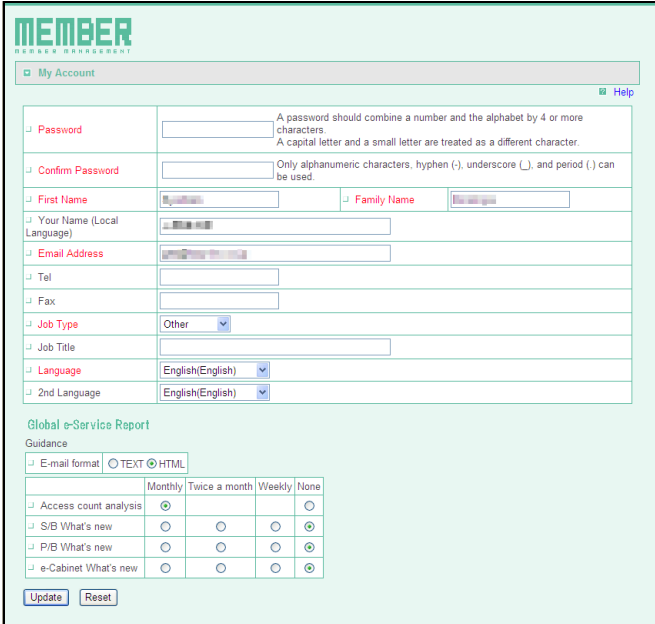 MEMBER
MEMBER MANAGEMENT
My Account
Help
Password
A password should combine a number and the alphabet by 4 or more
characters.
A capital letter and a small letter are treated as a different character.
Confirm Password
Only alphanumeric characters, hyphen (-), underscore (_), and period (.) can
be used.
First Name
Family Name
Your Name (Local
Language)
Email Address
Tel
Fax
Job Type
Other
Job Title
Language
English(English)
2nd Language
English(English)
Global e-Service Report
Guidance
E-mail format TEXT HTML
Monthly Twice a month Weekly None
Access count analysis
S/B What's new
P/B What's new
e-Cabinet What's new
Update Reset